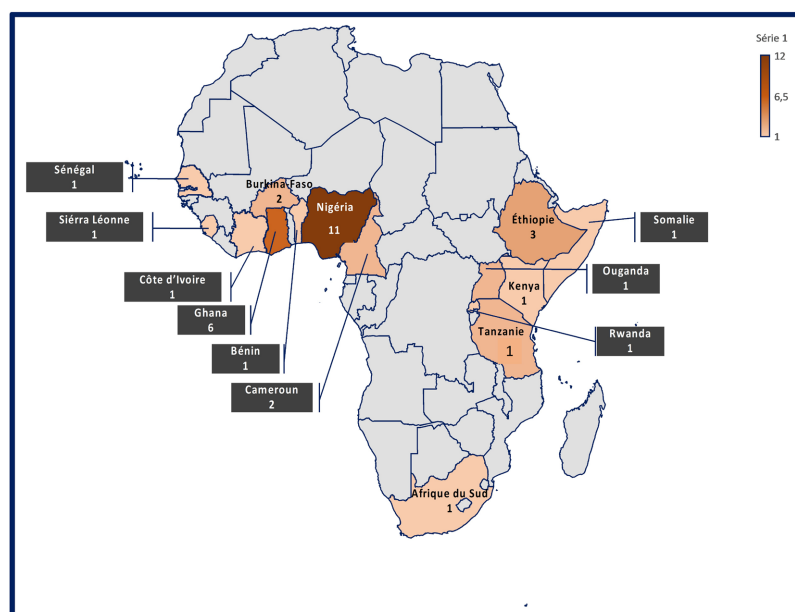 Série 1
12
6,5
1
Sénégal
1
Burkina-Faso
2
Nigéria
11
Siérra Léonne
1
Éthiopie
3
Somalie
1
Côte d'Ivoire
1
Ouganda
1
Kenya
1
Ghana
6
Tanzanie
1
Rwanda
1
Bénin
1
Cameroun
2
Afrique du Sud
1